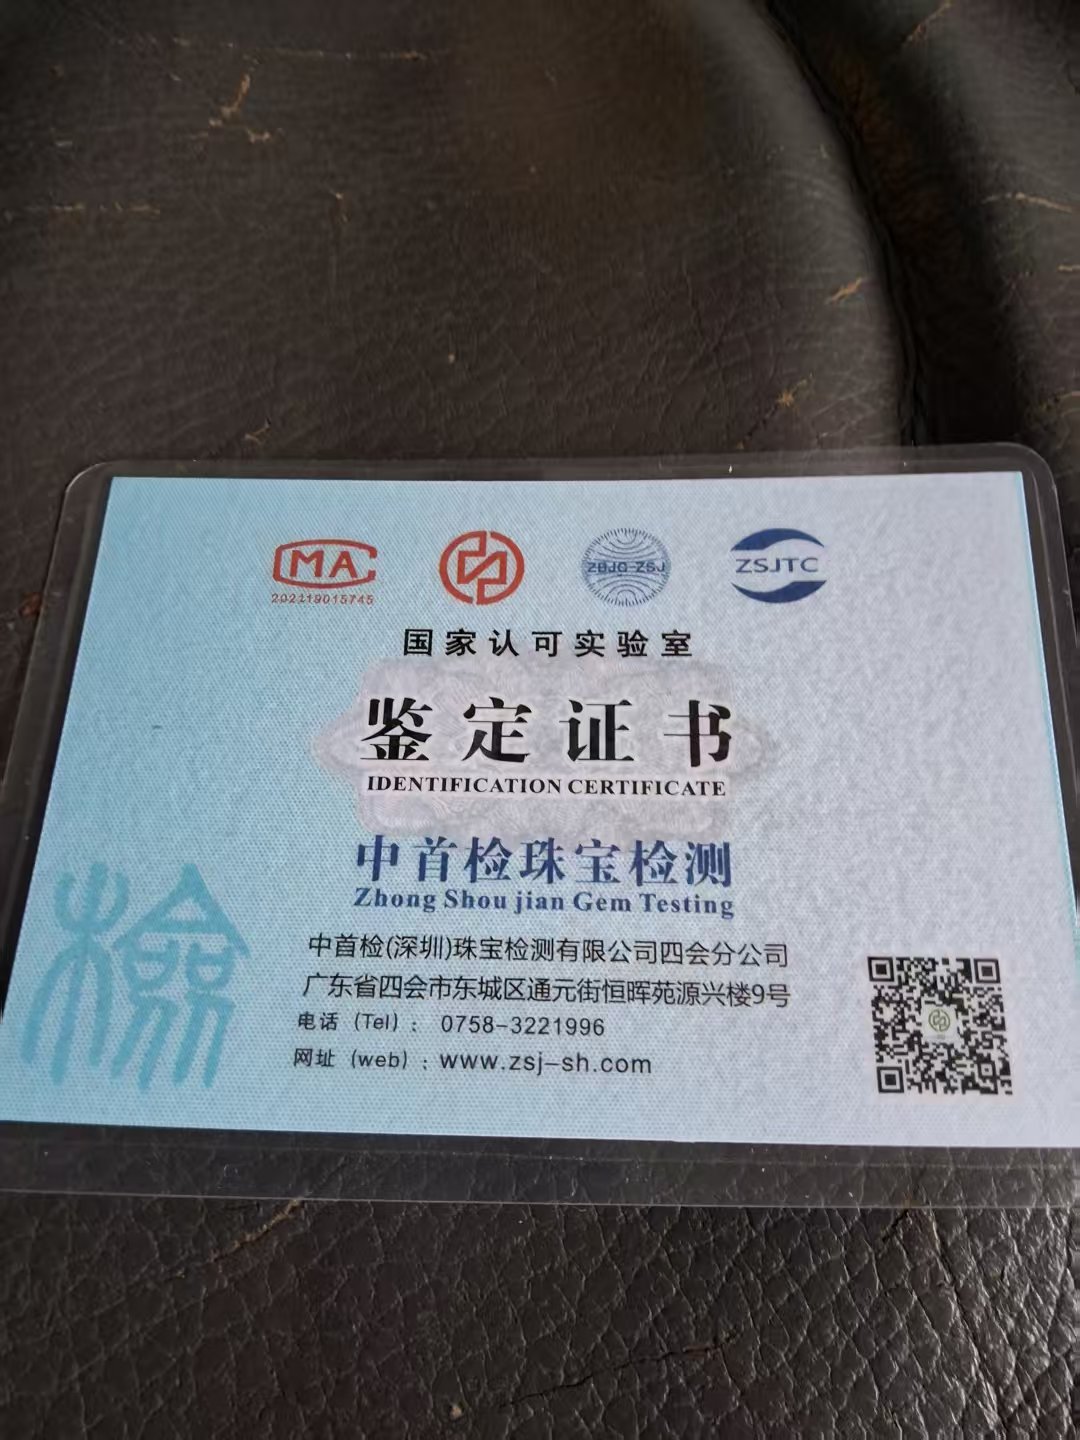 MA
202119015745
ZBJC-ZSJ
ZSJTC
国家认可实验室
鉴定证书
IDENTIFICATION CERTIFICATE
中首检珠宝检测
Zhong Shou jian Gem Testing
检
中首检(深圳)珠宝检测有限公司四会分公司
广东省四会市东城区通元街恒晖苑源兴楼9号
电话（Tel）： 0758-3221996
网址（web）：www.zsj-sh.com